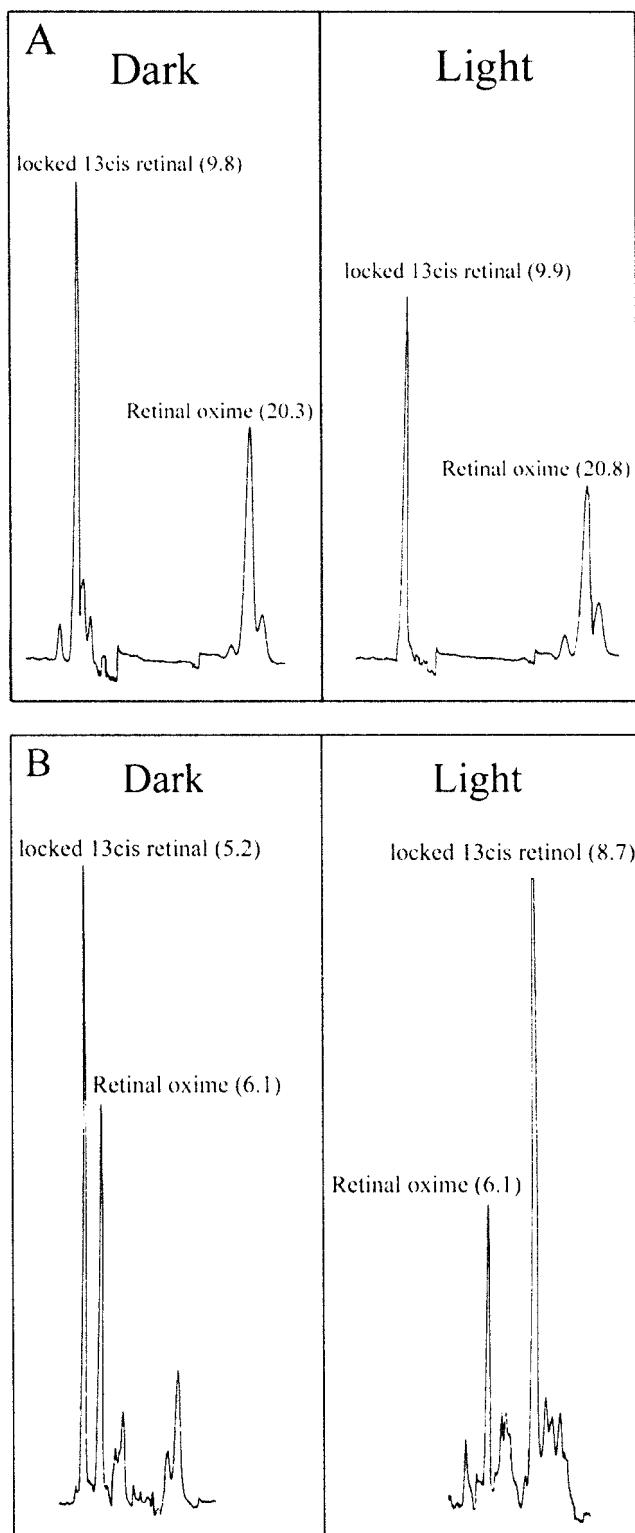 A
Dark
Light
locked 13cis retinal (9.8)
locked 13cis retinal (9.9)
Retinal oxime (20.3)
Retinal oxime (20.8)
B
Dark
Light
locked 13cis retinal (5.2)
locked 13cis retinol (8.7)
Retinal oxime (6.1)
Retinal oxime (6.1)